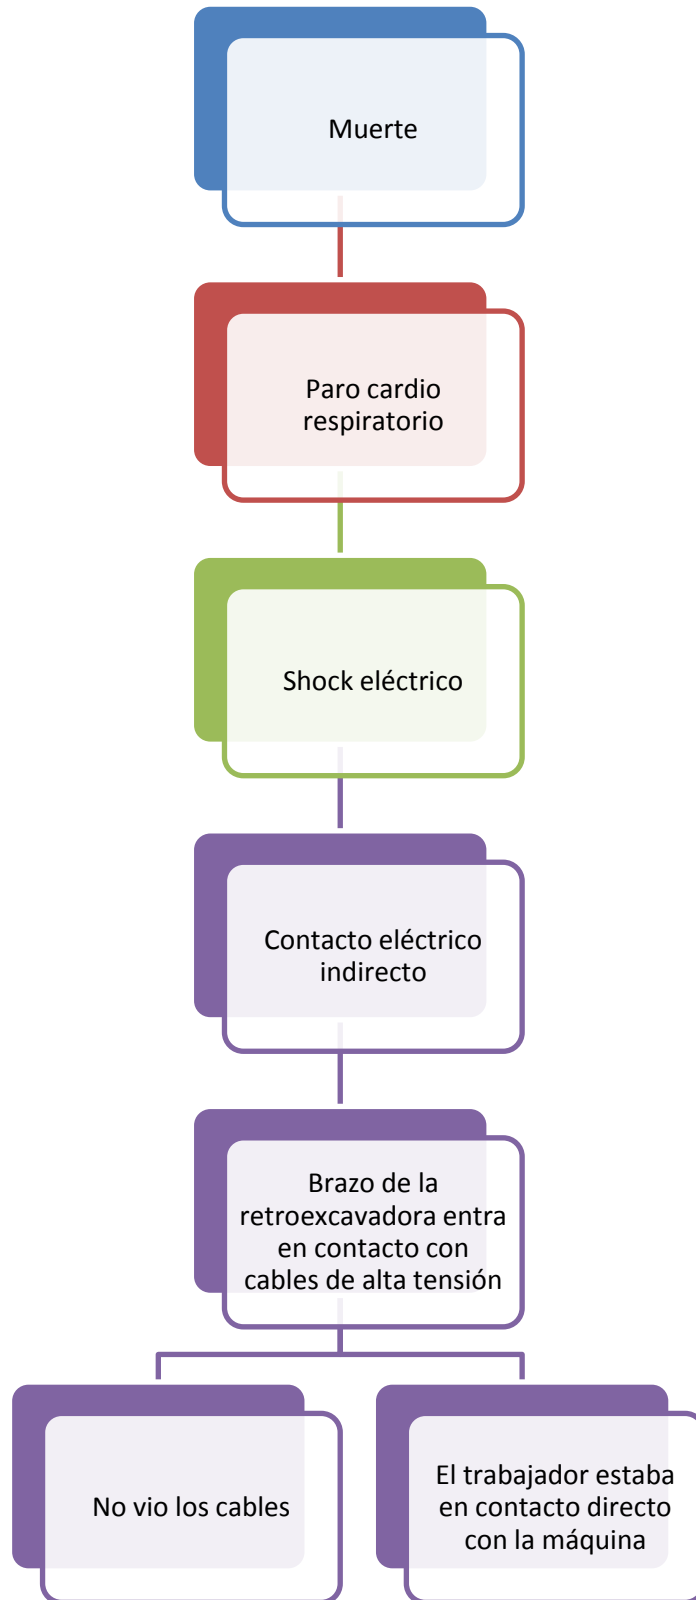 Muerte
Paro cardio
respiratorio
Shock eléctrico
Contacto eléctrico
indirecto
Brazo de la
retroexcavadora entra
en contacto con
cables de alta tensión
No vio los cables
El trabajador estaba
en contacto directo
con la máquina